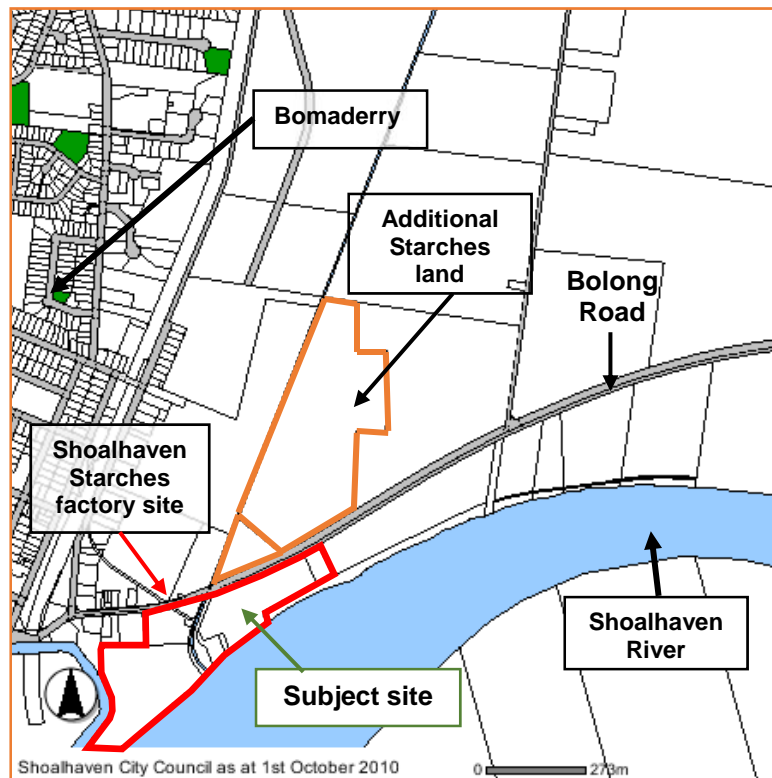 Bomaderry
Additional
Starches
land
Bolong
Road
Shoalhaven
Starches
factory site
Shoalhaven
River
Subject site
Shoalhaven City Council as at 1st October 2010
0 273m